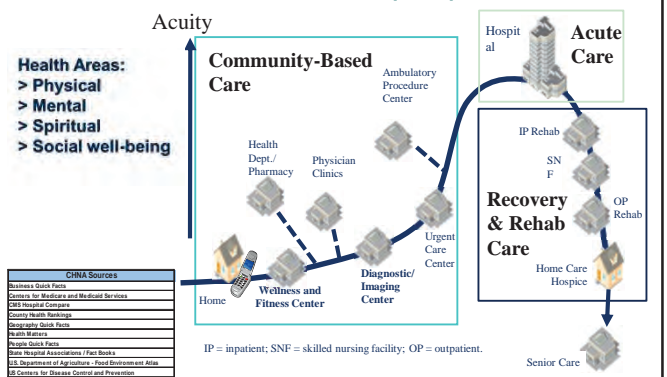 Acuity
Health Areas:
> Physical
> Mental
> Spiritual
> Social well-being
Community-Based
Care
Ambulatory
Procedure
Center
Health
Dept./
Pharmacy
Physician
Clinics
Urgent
Care
Center
Diagnostic/
Imaging
Center
Wellness and
Fitness Center
Home
Hospit
al
Acute
Care
IP Rehab
SN
F
OP
Rehab
Recovery
& Rehab
Care
Home Care
Hospice
Senior Care
CHNA Sources
Business Quick Facts
Centers for Medicare and Medicaid Services
CMS Hospital Compare
County Health Rankings
Geography Quick Facts
Health Matters
People Quick Facts
State Hospital Associations / Fact Books
U.S. Department of Agriculture - Food Environment Atlas
US Centers for Disease Control and Prevention
IP = inpatient; SNF = skilled nursing facility; OP = outpatient.